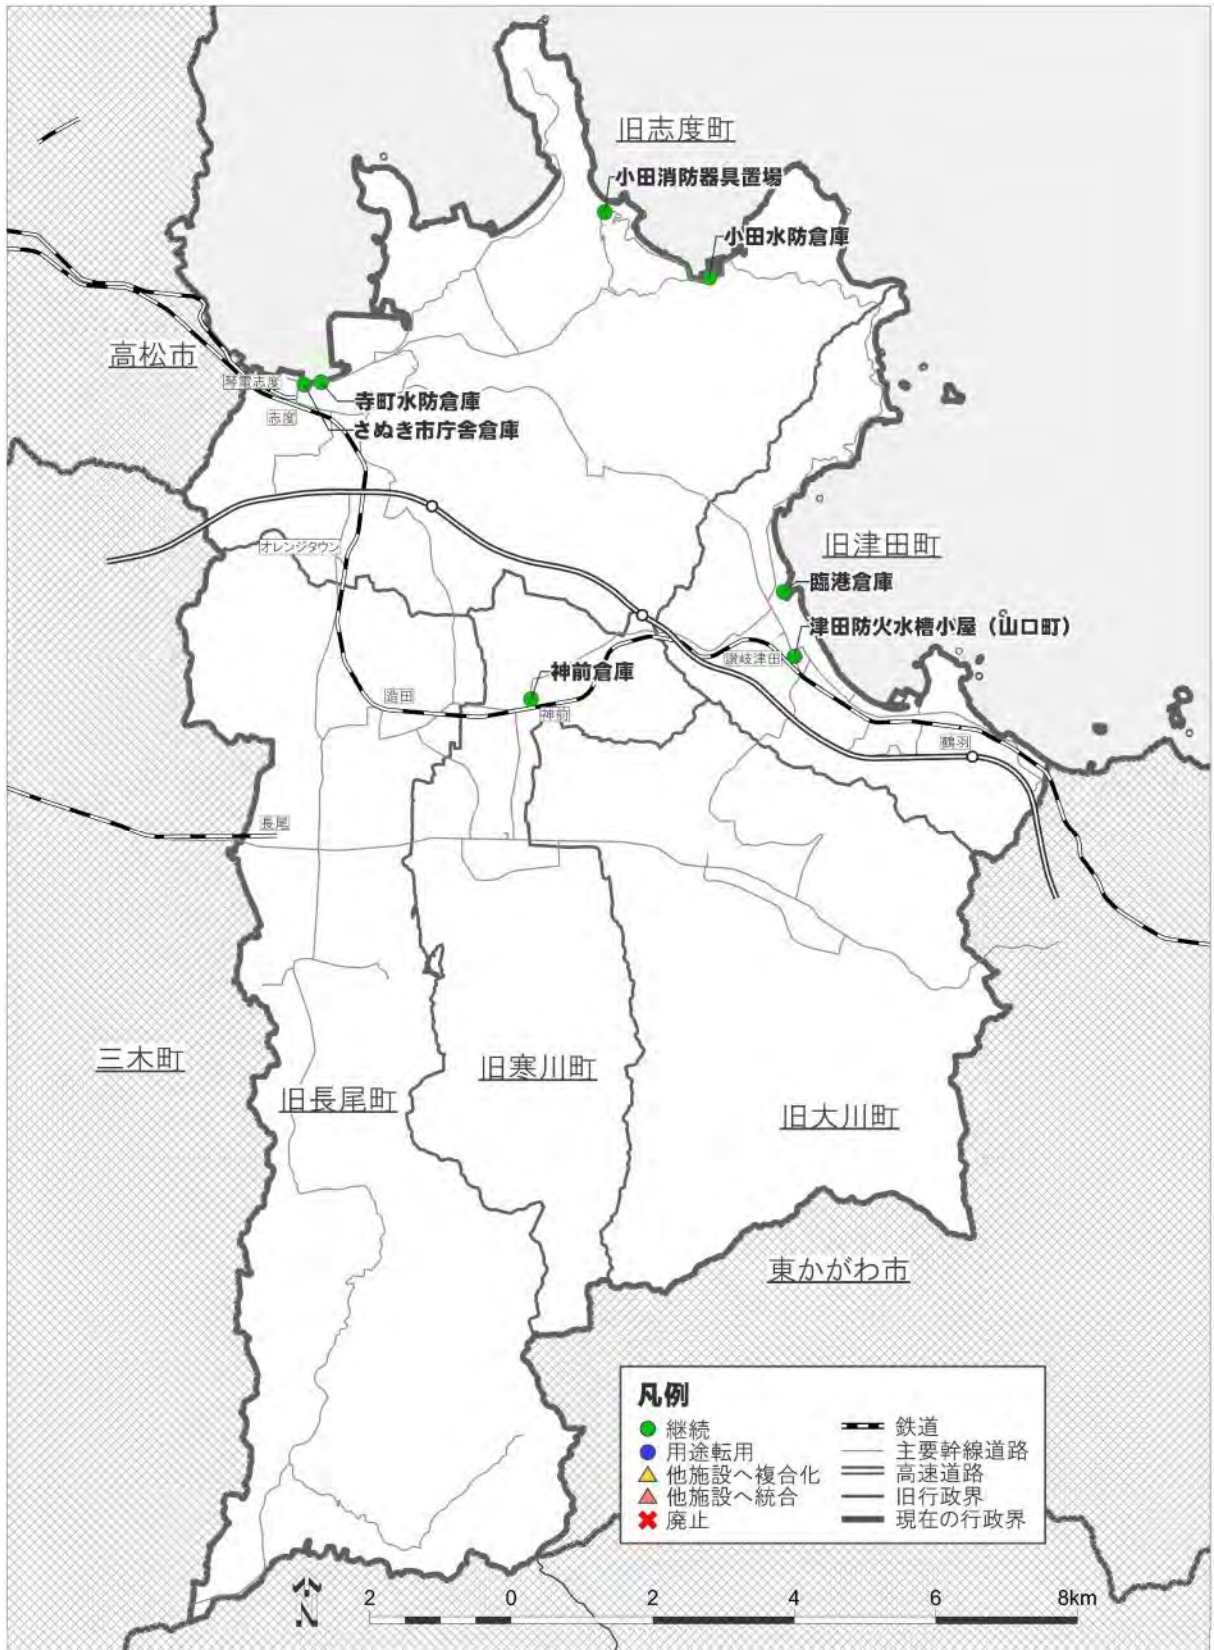 旧志度町
小田消防器具置場
小田水防倉庫
高松市
琴電志度
寺町水防倉庫
志度
さぬき市庁舎倉庫
オレンジタウン
旧津田町
臨港倉庫
津田防火水槽小屋（山口町）
讃岐津田
神前倉庫
造田
神前
鶴羽
長尾
三木町
旧寒川町
旧長尾町
旧大川町
東かがわ市
凡例
継続
用途転用
他施設へ複合化
他施設へ統合
廃止
鉄道
主要幹線道路
高速道路
旧行政界
現在の行政界
N
2 0 2 4 6 8km